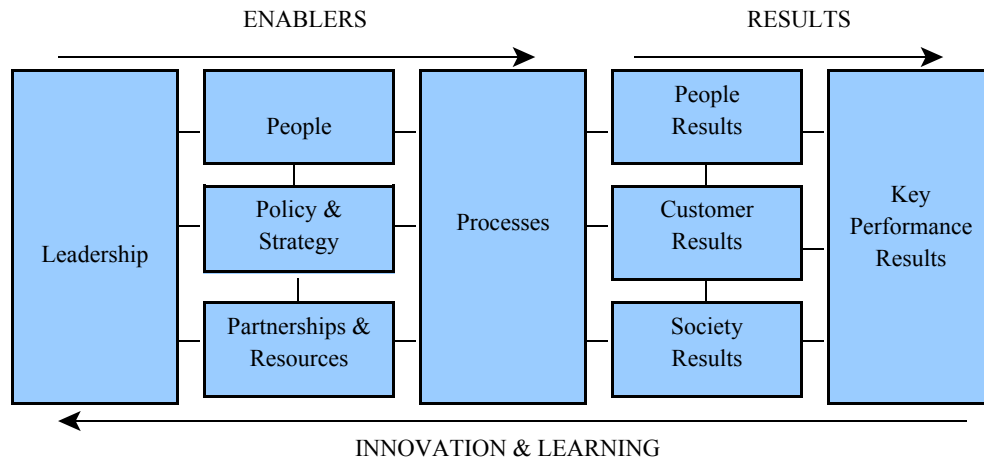 ENABLERS
RESULTS
Leadership
People
Policy &
Strategy
Partnerships &
Resources
Processes
People
Results
Customer
Results
Society
Results
Key
Performance
Results
INNOVATION & LEARNING